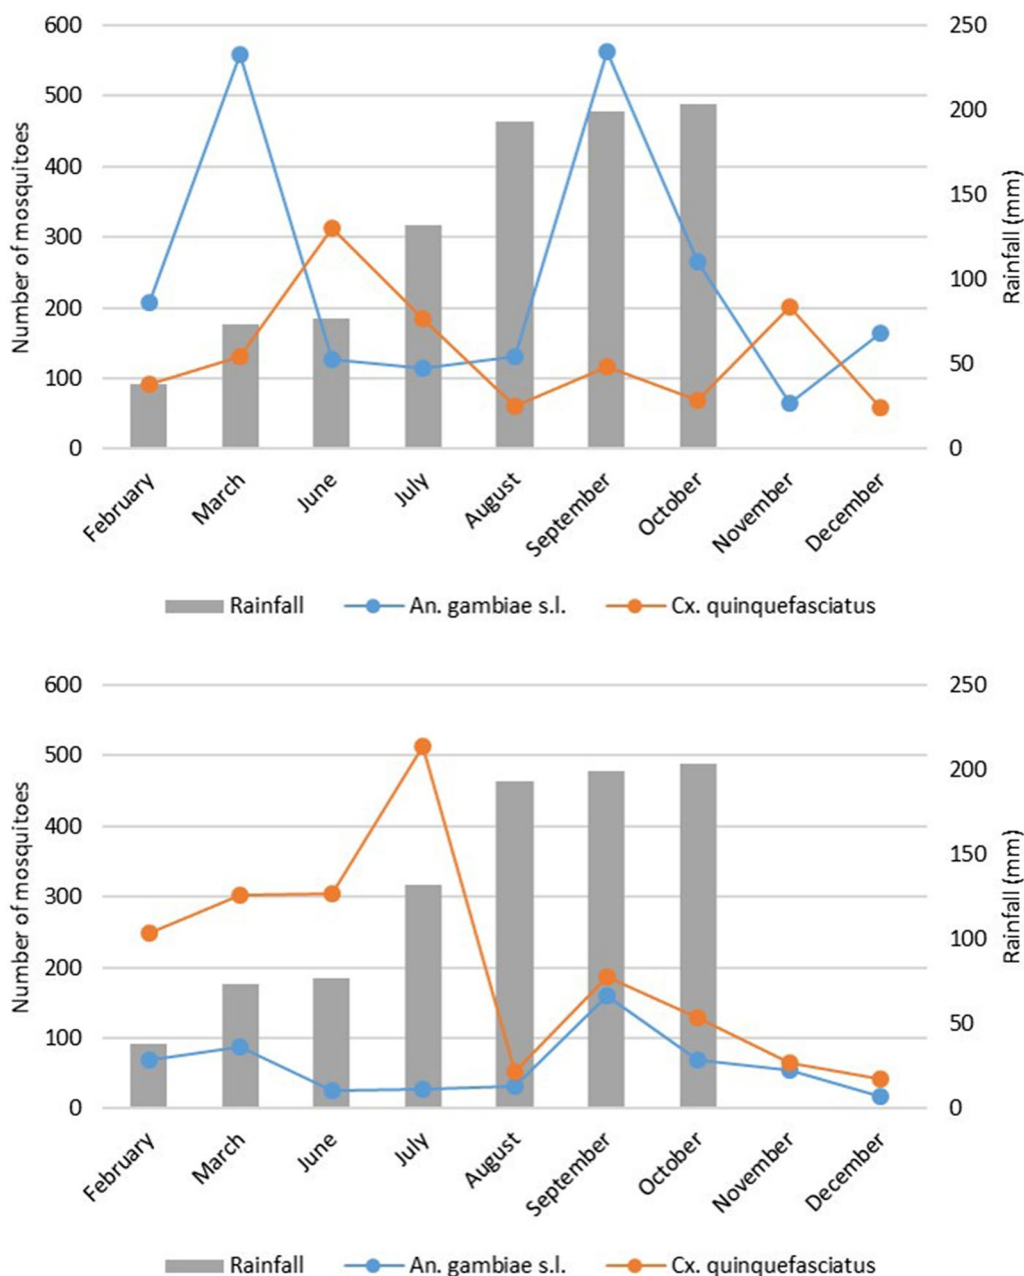 600
500
400
300
200
100
0
Number of mosquitoes
250
200
150
100
50
0
Rainfall (mm)
February
March
June
July
August
September
October
November
December
Rainfall
An. gambiae s.l.
Cx. quinquefasciatus
600
500
400
300
200
100
0
Number of mosquitoes
250
200
150
100
50
0
Rainfall (mm)
February
March
June
July
August
September
October
November
December
Rainfall
An. gambiae s.l.
Cx. quinquefasciatus